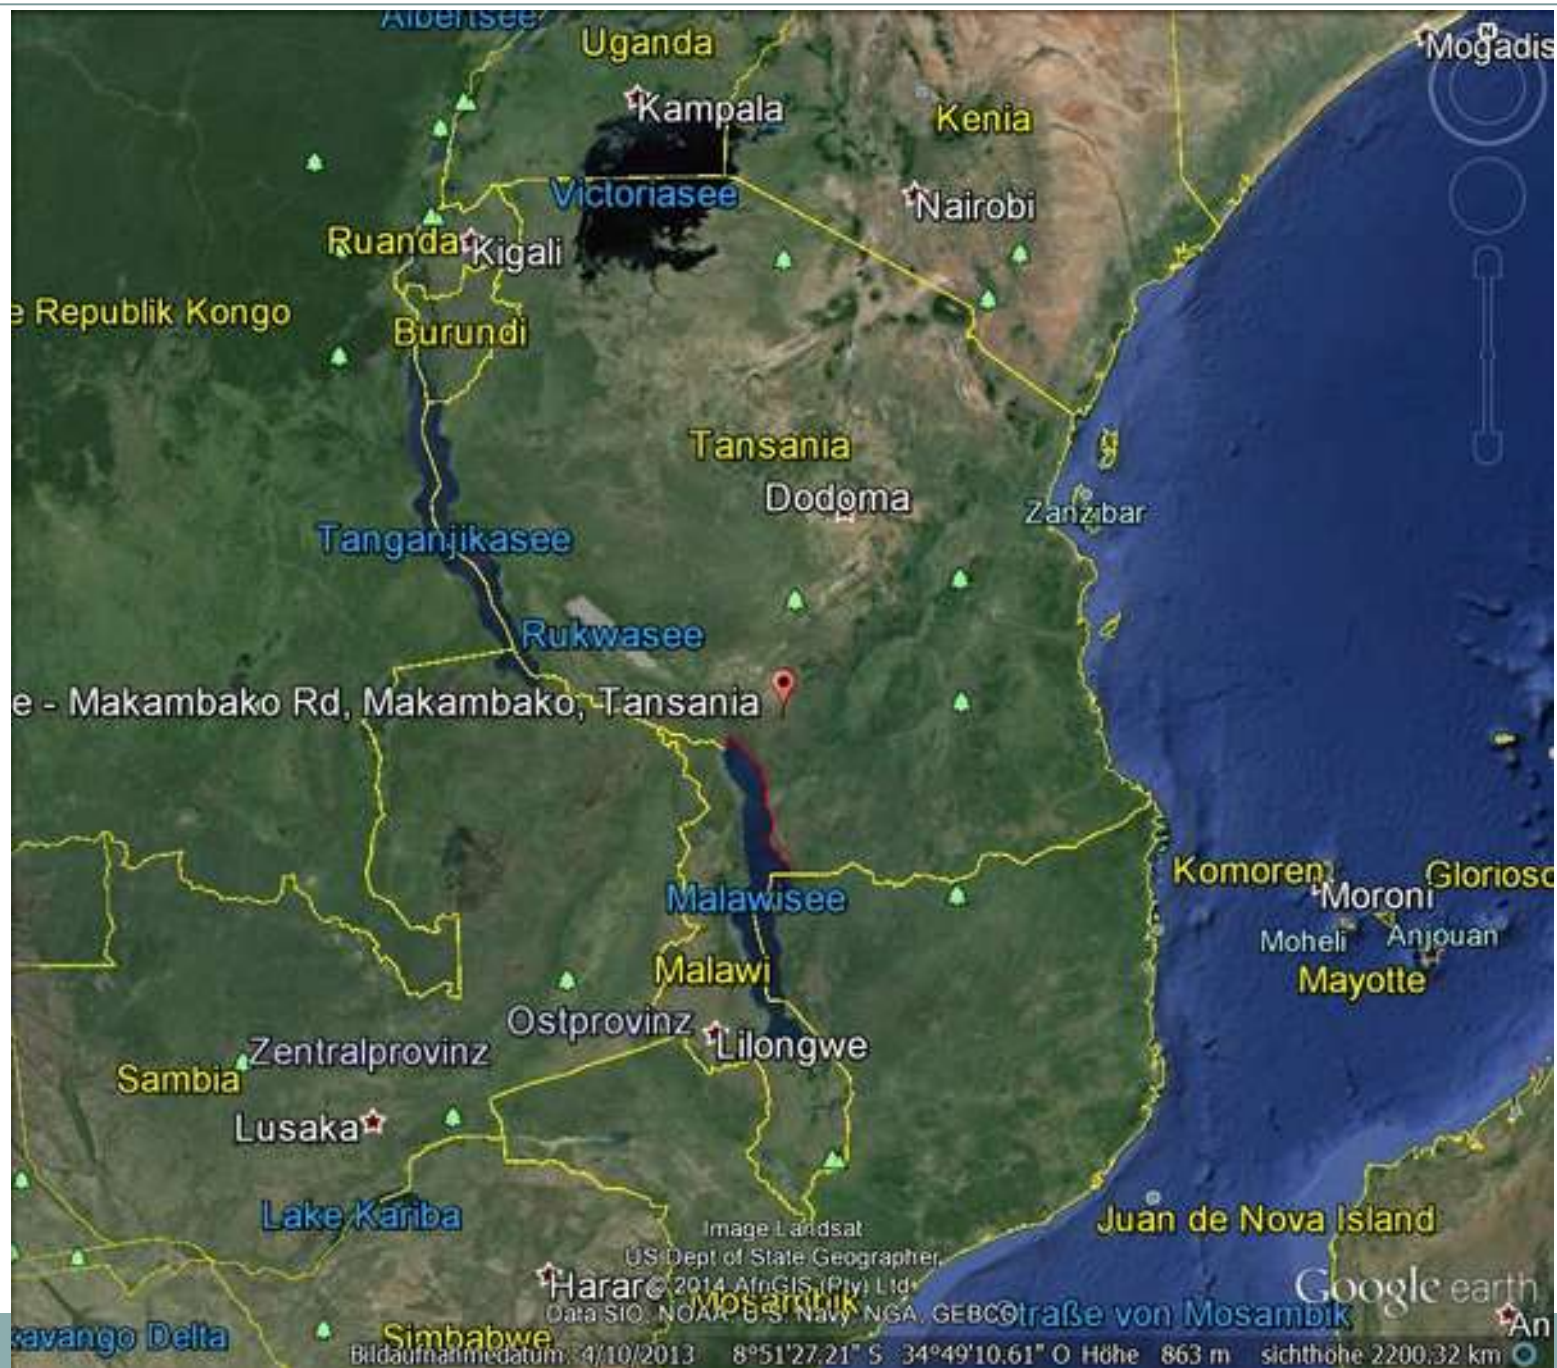 Albertsee
Uganda
Mogadis
Kampala
Kenia
Victoriasee
Nairobi
Ruanda
Kigali
e Republik Kongo
Burundi
Tansania
Dodoma
Zanzibar
Tanganjikasee
Rukwasee
e - Makambako Rd, Makambako, Tansania
Malawisee
Komoren
Glorioso
Moroni
Moheli
Anjouan
Malawi
Mayotte
Ostprovinz
Lilongwe
Zentralprovinz
Sambia
Lusaka
Lake Kariba
Juan de Nova Island
Image Landsat
US Dept of State Geographer
Harar
© 2014 AfriGIS (Pty) Ltd.
Google earth
Mosambik
Data SIO, NOAA, U.S. Navy, NGA, GEBCO
traße von Mosambik
An
kavango Delta
Simbabwe
Bildaufnahmedatum: 4/10/2013 8°51'27.21" S 34°49'10.61" O Höhe 863 m sichthöhe 2200.32 km